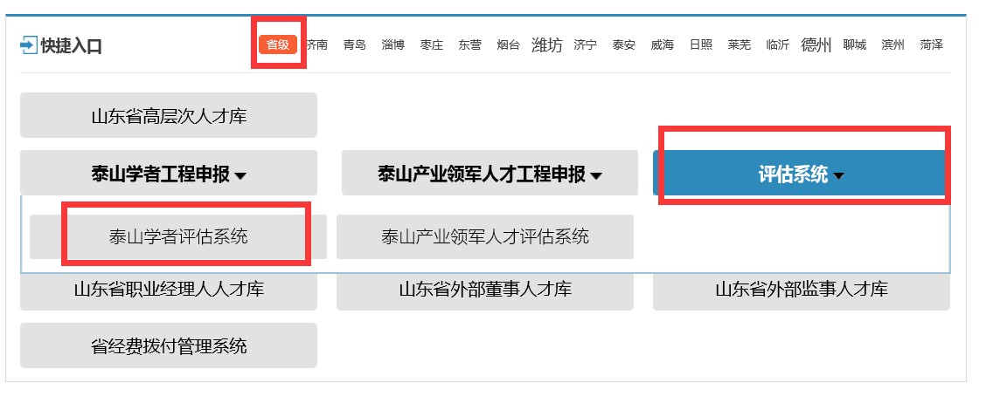 快捷入口 省级 济南 青岛 淄博 枣庄 东营 烟台 潍坊 济宁 泰安 威海 日照 莱芜 临沂 德州 聊城 滨州 菏泽
山东省高层次人才库
泰山学者工程申报 泰山产业领军人才工程申报 评估系统
泰山学者评估系统 泰山产业领军人才评估系统
山东省职业经理人人才库 山东省外部董事人才库 山东省外部监事人才库
省经费拨付管理系统